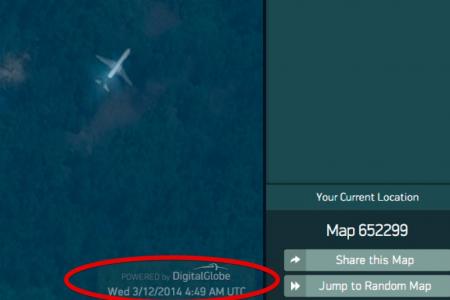 POWERED BY DigitalGlobe
Wed 3/12/2014 4:49 AM UTC
Your Current Location
Map 652299
Share this Map
Jump to Random Map